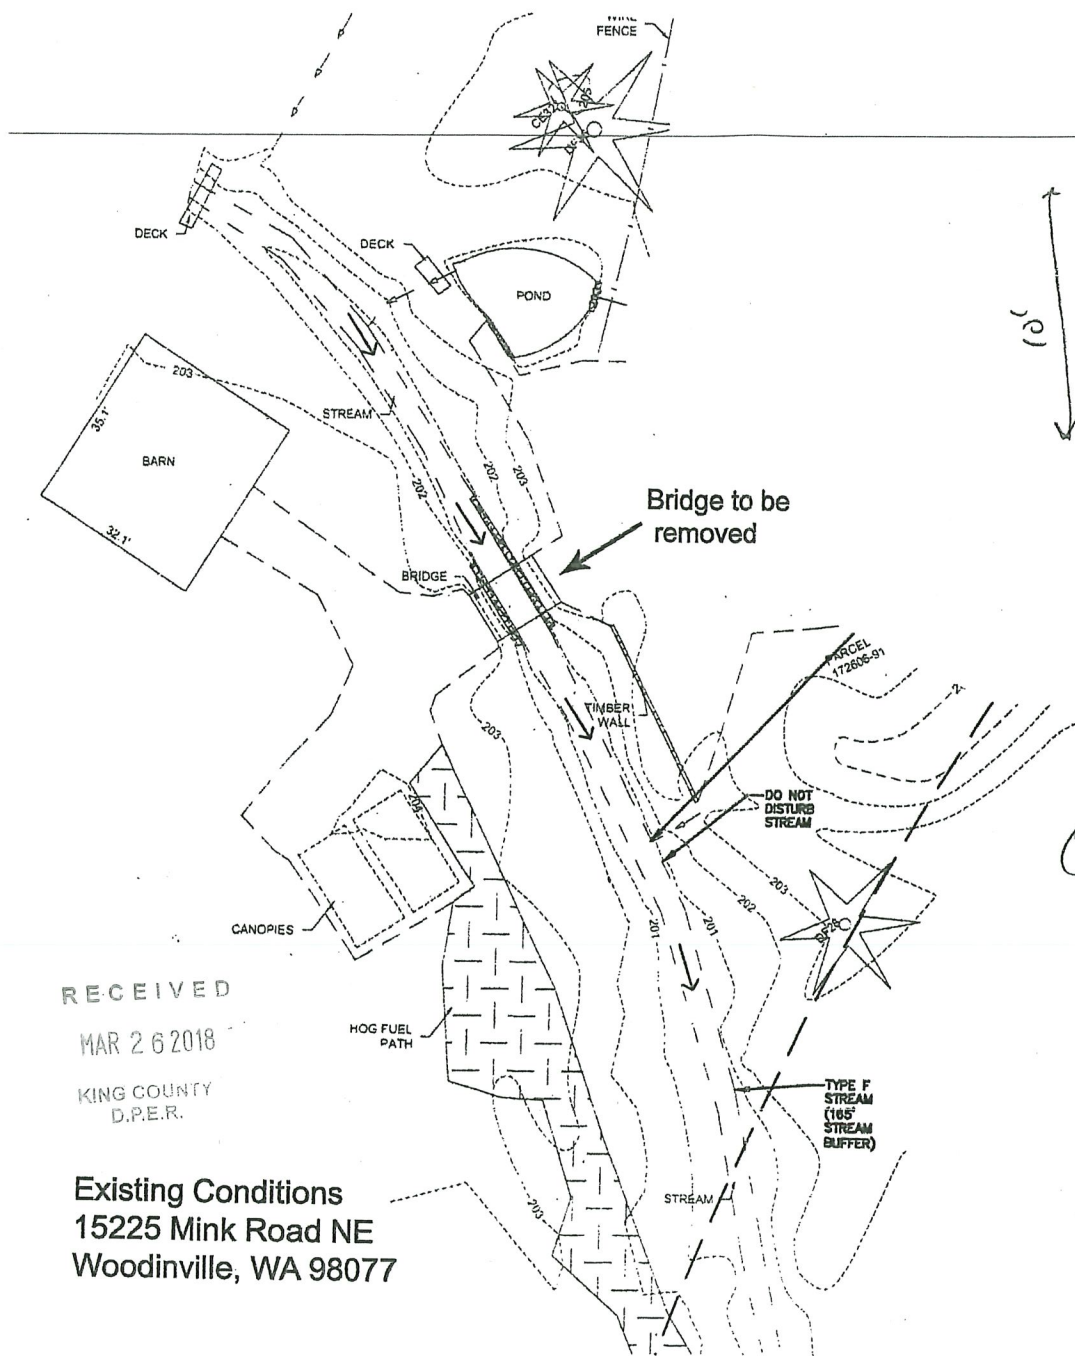 WIRE
FENCE
205
DECK
DECK
POND
10'
203
35.1'
STREAM
BARN
202
203
202
32.1'
Bridge to be
removed
BRIDGE
PARCEL
172606-91
TIMBER
WALL
203
DO NOT
DISTURB
STREAM
204
203
202
201
201
DF26
CANOPIES
RECEIVED
MAR 26 2018
KING COUNTY
D.P.E.R.
HOG FUEL
PATH
TYPE F
STREAM
(165'
STREAM
BUFFER)
Existing Conditions
15225 Mink Road NE
Woodinville, WA 98077
STREAM
203